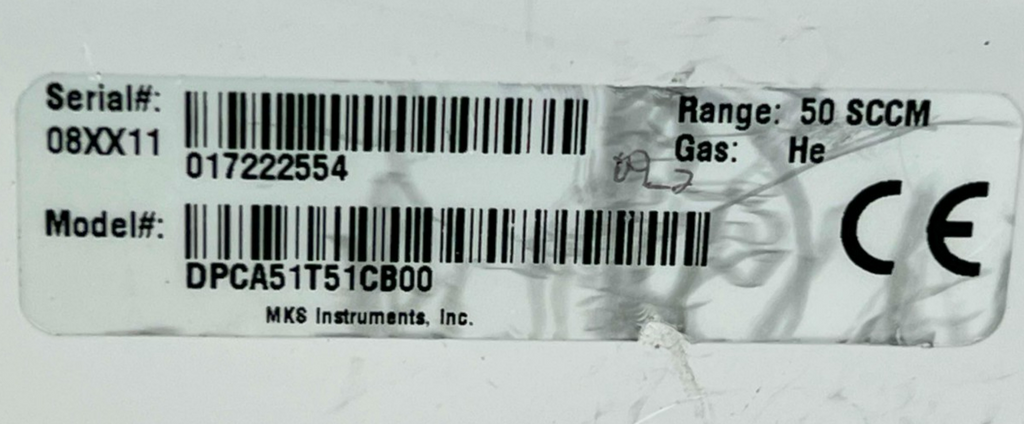 Serial#:
08XX11
017222554
Range: 50 SCCM
Gas: He
Model#:
DPCA51T51CB00
MKS Instruments, Inc.
CE